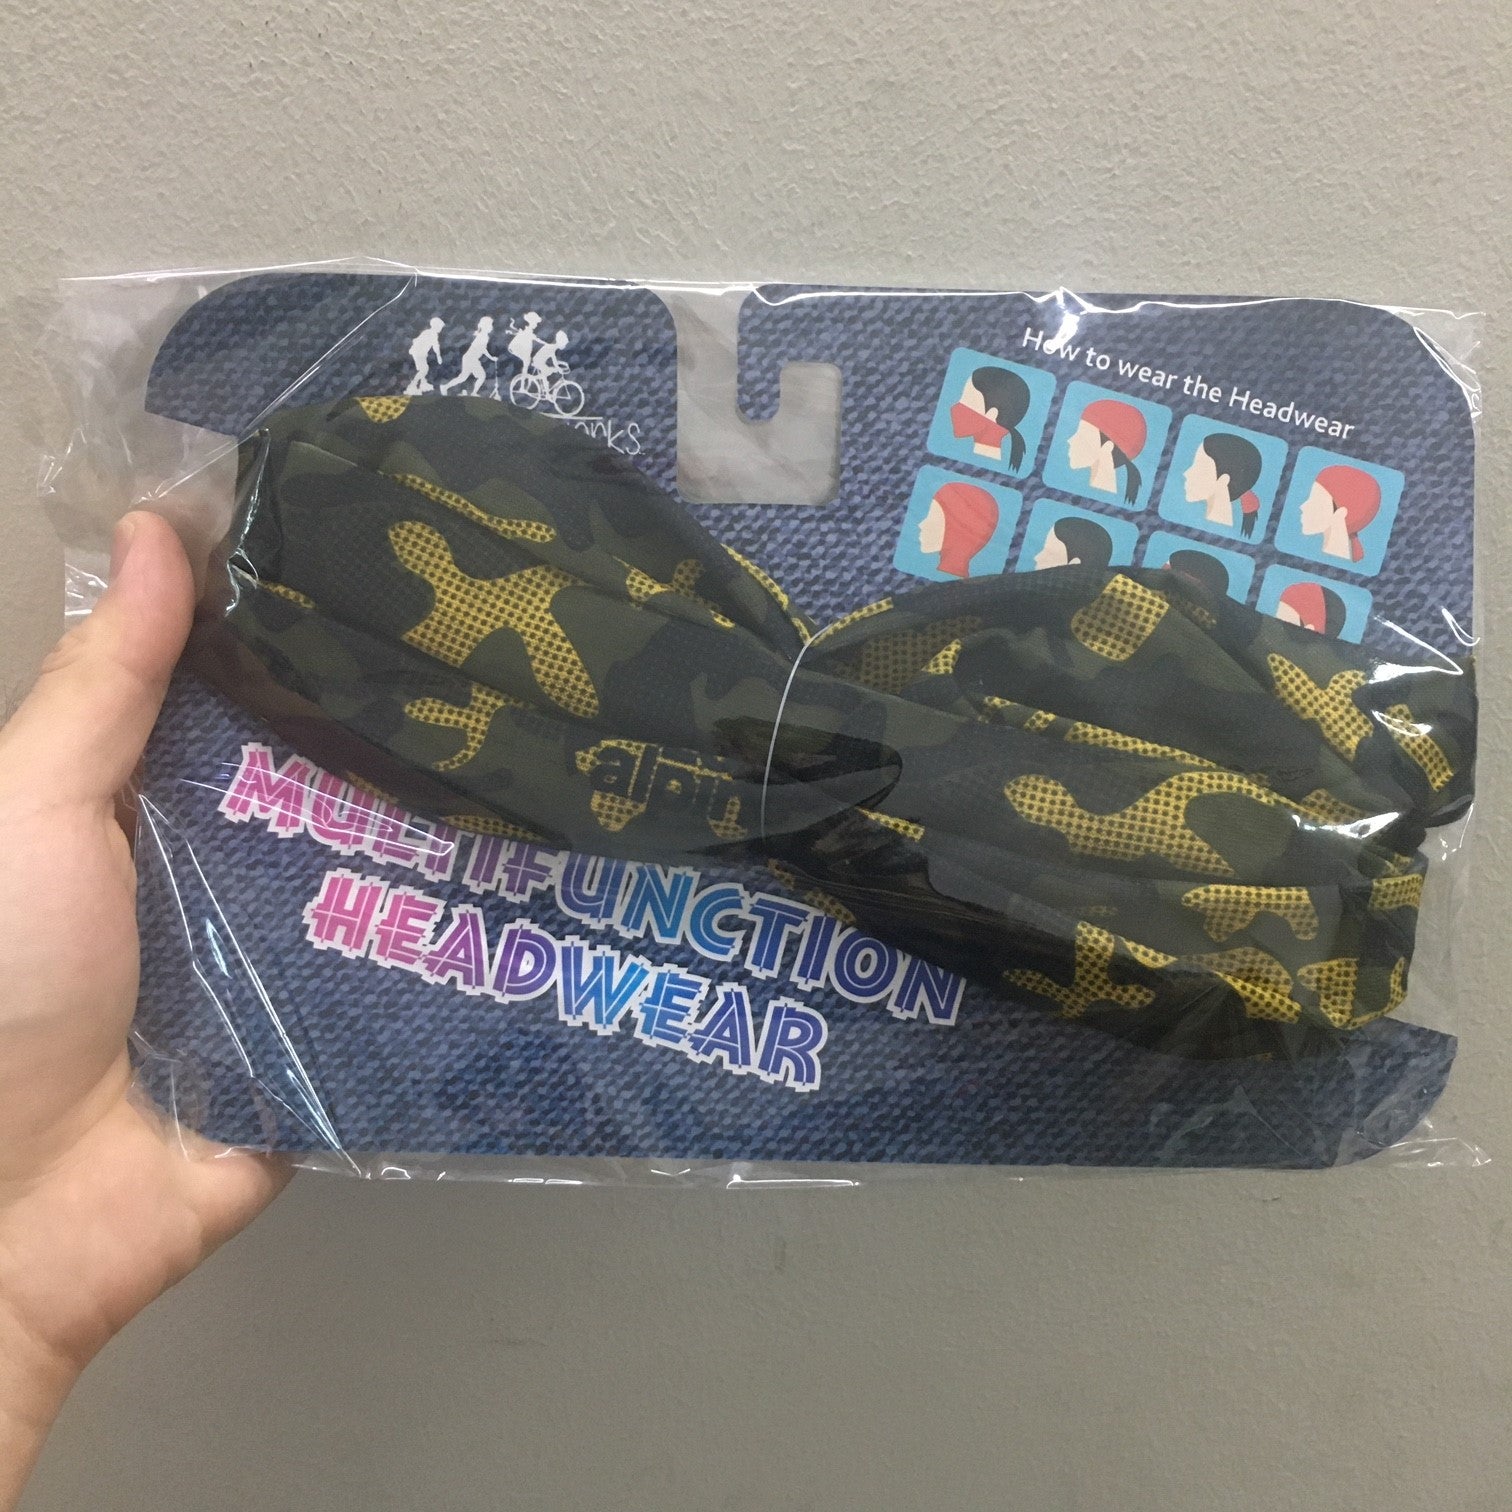 How to wear the Headwear
MULTIFUNCTION
HEADWEAR